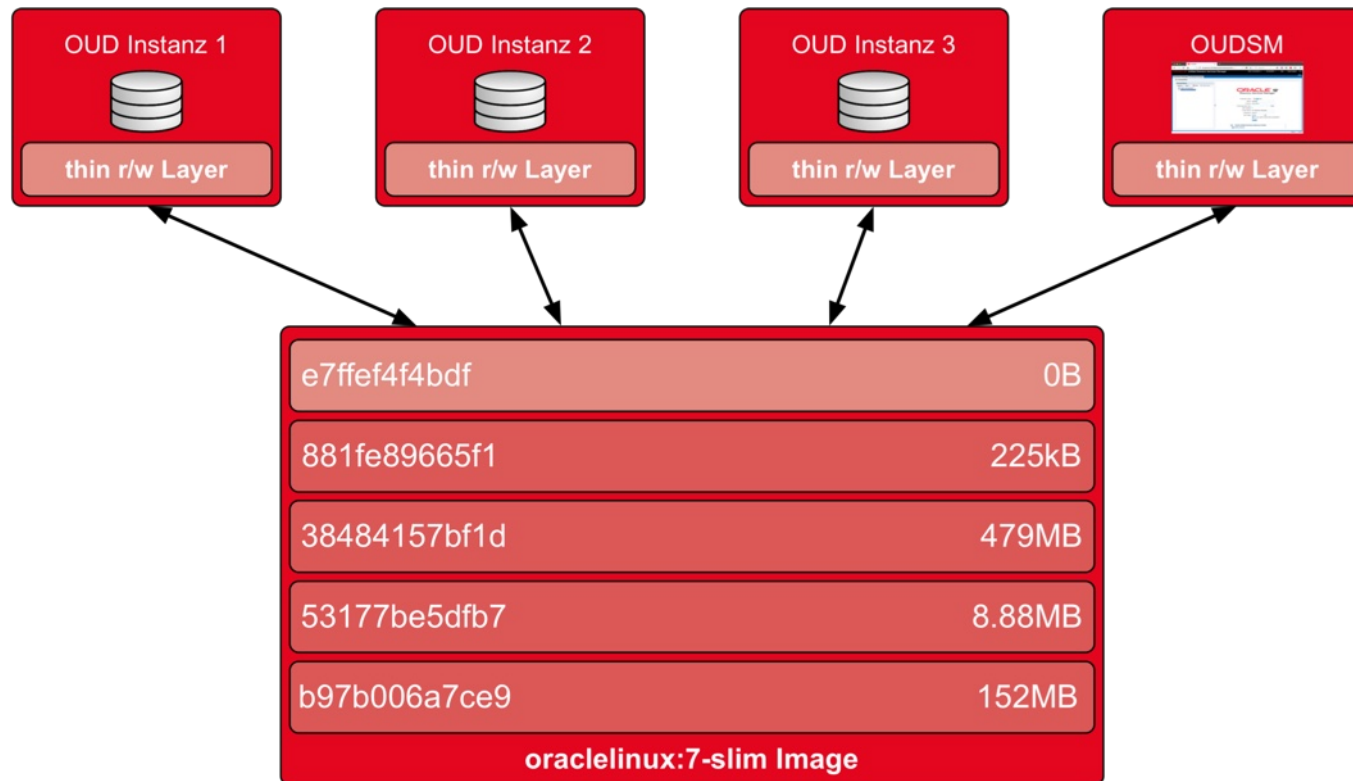 OUD Instanz 1
OUD Instanz 2
OUD Instanz 3
OUDSM
ORACLE
thin r/w Layer
thin r/w Layer
thin r/w Layer
thin r/w Layer
e7ffef4f4bdf 0B
881fe89665f1 225kB
38484157bf1d 479MB
53177be5dfb7 8.88MB
b97b006a7ce9 152MB
oraclelinux:7-slim Image